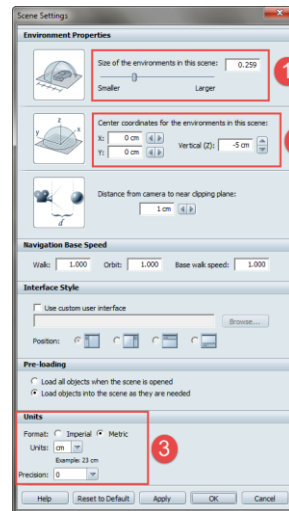 Scene Settings
Environment Properties
Size of the environments in this scene: 0.259
Smaller Larger
1
z
y x
Center coordinates for the environments in this scene:
X: 0 cm Vertical (Z): -5 cm
Y: 0 cm
d
Distance from camera to near clipping plane:
1 cm
Navigation Base Speed
Walk: 1.000 Orbit: 1.000 Base walk speed: 1.000
Interface Style
Use custom user interface
Browse...
Position:
Pre-loading
Load all objects when the scene is opened
Load objects into the scene as they are needed
Units
Format: Imperial Metric
Units: cm
3
Example: 23 cm
Precision: 0
Help Reset to Default Apply OK Cancel